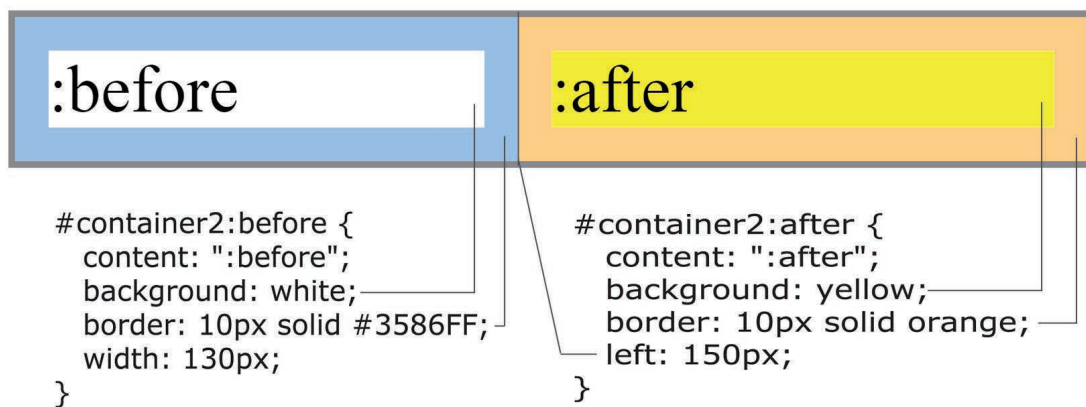 :before
:after
#container2:before {
content: ":before";
background: white;
border: 10px solid #3586FF;
width: 130px;
}
#container2:after {
content: ":after";
background: yellow;
border: 10px solid orange;
left: 150px;
}